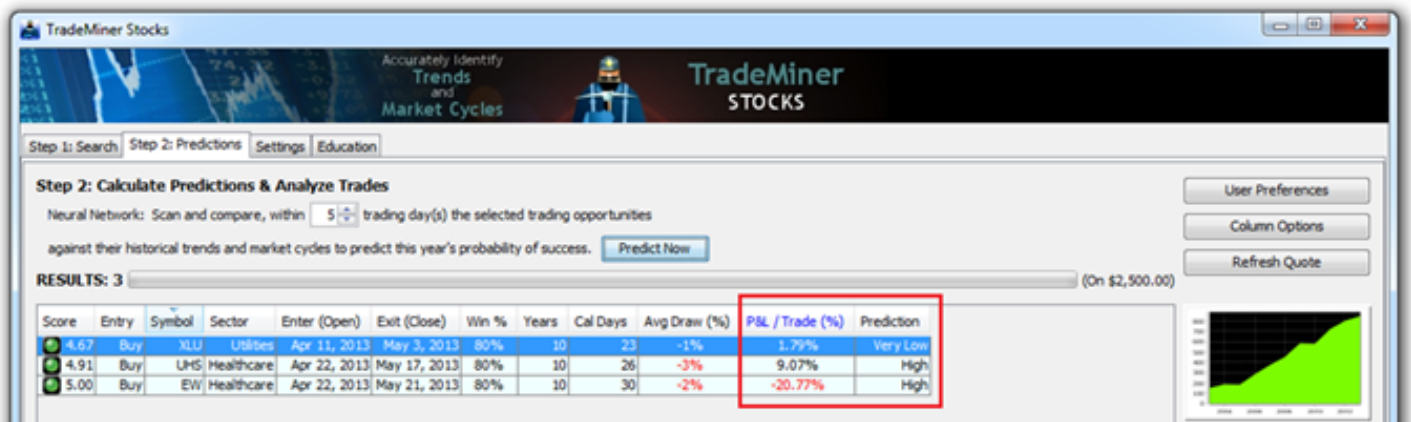 TradeMiner Stocks
Accurately Identify
Trends
and
Market Cycles
TradeMiner
STOCKS
Step 1: Search Step 2: Predictions Settings Education
Step 2: Calculate Predictions & Analyze Trades
User Preferences
Neural Network: Scan and compare, within 5 trading day(s) the selected trading opportunities
Column Options
against their historical trends and market cycles to predict this year's probability of success. Predict Now
Refresh Quote
RESULTS: 3 (On $2,500.00)
Score Entry Symbol Sector Enter (Open) Exit (Close) Win % Years Cal Days Avg Draw (%) P&L / Trade (%) Prediction
4.67 Buy XLU Utilities Apr 11, 2013 May 3, 2013 80% 10 23 -1% 1.79% Very Low
4.91 Buy UHS Healthcare Apr 22, 2013 May 17, 2013 80% 10 26 -3% 9.07% High
5.00 Buy EW Healthcare Apr 22, 2013 May 21, 2013 80% 10 30 -2% -20.77% High